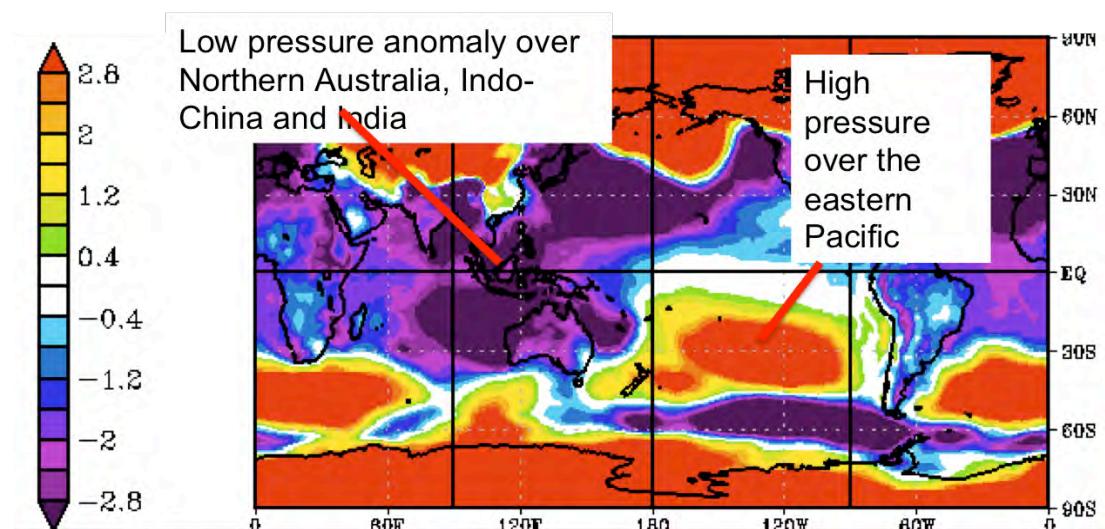 Low pressure anomaly over
Northern Australia, Indo-
China and India
High
pressure
over the
eastern
Pacific
2.8
2
1.2
0.4
-0.4
-1.2
-2
-2.8
90N
60N
30N
EQ
30S
60S
90S
0
60E
120E
180
120W
60W
0